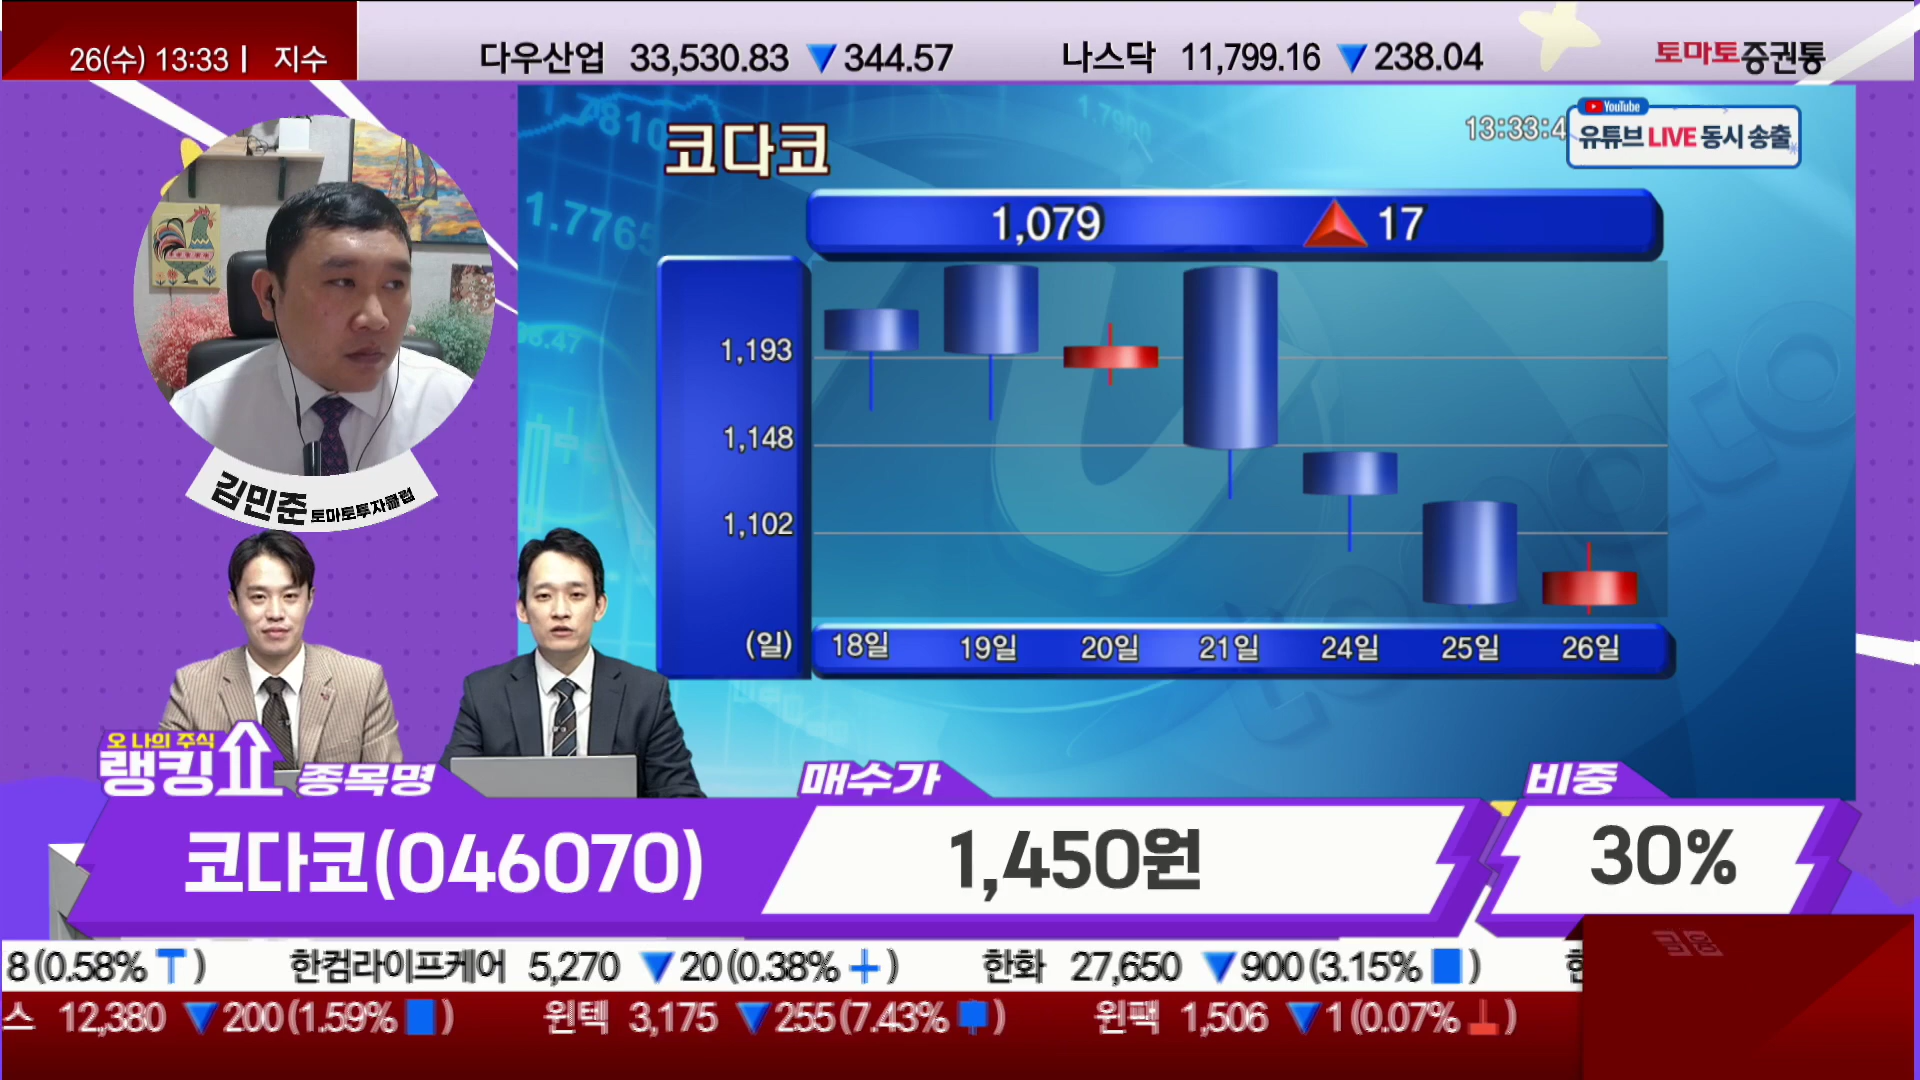 26(수) 13:33 | 지수 다우산업 33,530.83 ▼344.57 나스닥 11,799.16 ▼238.04 토마토증권통
YouTube
유튜브 LIVE 동시 송출
13:33:4
코다코
1,079 ▲ 17
1,193
1,148
1,102
(일) 18일 19일 20일 21일 24일 25일 26일
김민준 토마토투자클럽
오 나의 주식
랭킹쇼
종목명 매수가 비중
코다코(046070) 1,450원 30%
8(0.58% ) 한컴라이프케어 5,270 ▼20(0.38% ) 한화 27,650 ▼900(3.15% )
스 12,380 ▼200(1.59% ) 윈텍 3,175 ▼255(7.43% ) 윈팩 1,506 ▼1(0.07% )